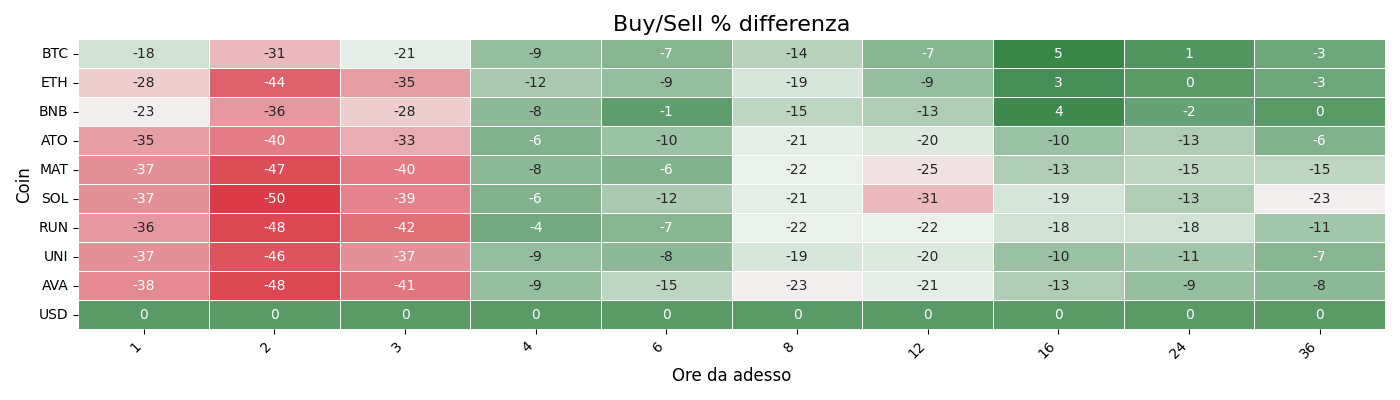 Buy/Sell % differenza
Coin
BTC -18 -31 -21 -9 -7 -14 -7 5 1 -3
ETH -28 -44 -35 -12 -9 -19 -9 3 0 -3
BNB -23 -36 -28 -8 -1 -15 -13 4 -2 0
ATO -35 -40 -33 -6 -10 -21 -20 -10 -13 -6
MAT -37 -47 -40 -8 -6 -22 -25 -13 -15 -15
SOL -37 -50 -39 -6 -12 -21 -31 -19 -13 -23
RUN -36 -48 -42 -4 -7 -22 -22 -18 -18 -11
UNI -37 -46 -37 -9 -8 -19 -20 -10 -11 -7
AVA -38 -48 -41 -9 -15 -23 -21 -13 -9 -8
USD 0 0 0 0 0 0 0 0 0 0
1 2 3 4 6 8 12 16 24 36
Ore da adesso